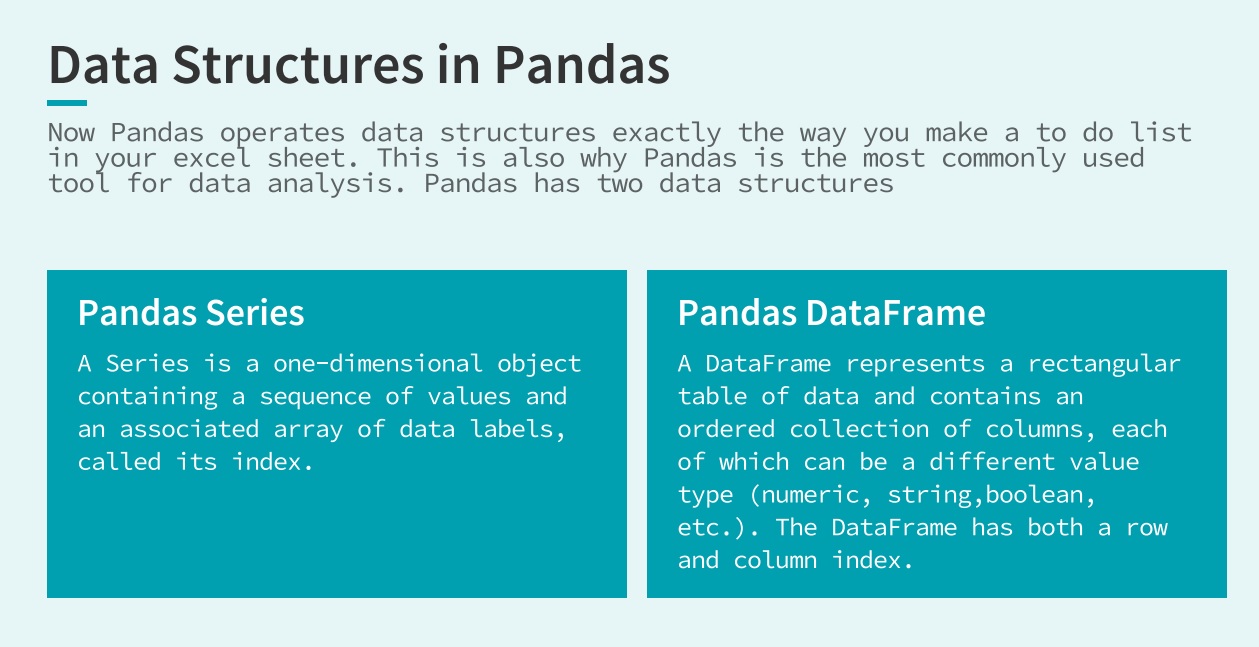 Data Structures in Pandas
Now Pandas operates data structures exactly the way you make a to do list
in your excel sheet. This is also why Pandas is the most commonly used
tool for data analysis. Pandas has two data structures
Pandas Series
A Series is a one-dimensional object
containing a sequence of values and
an associated array of data labels,
called its index.
Pandas DataFrame
A DataFrame represents a rectangular
table of data and contains an
ordered collection of columns, each
of which can be a different value
type (numeric, string,boolean,
etc.). The DataFrame has both a row
and column index.